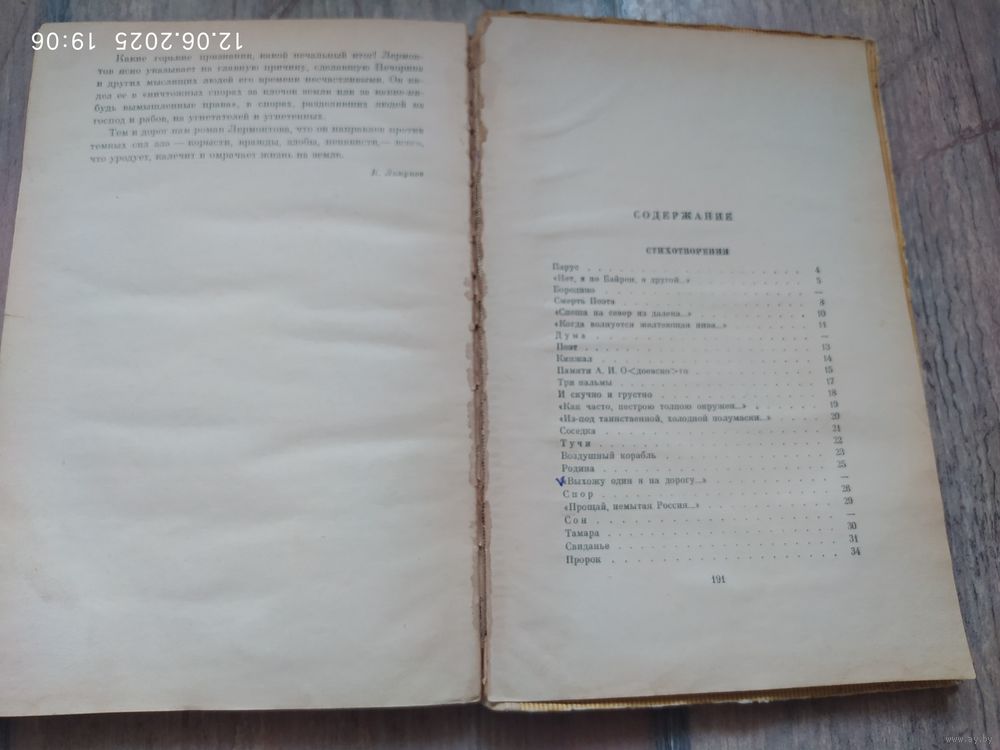 12.06.2025 19:06
Какие горькие признания, какой печальный итог! Лермон-
тов ясно указывает на главную причину, сделавшую Печорина
и других мыслящих людей его времени несчастливыми. Он ви-
дел ее в «ничтожных спорах за клочок земли или за какие-ни-
будь вымышленные права», в спорах, разделивших людей на
господ и рабов, на угнетателей и угнетенных.
Тем и дорог нам роман Лермонтова, что он направлен против
темных сил зла — корысти, вражды, злобы, ненависти,— всего,
что уродует, калечит и омрачает жизнь на земле.
СОДЕРЖАНИЕ
СТИХОТВОРЕНИЯ
Парус . . . . . . . . . . 4
«Нет, я не Байрон, я другой...» . . . . . . . . . . 5
Бородино . . . . . . . . . . —
Смерть Поэта . . . . . . . . . . 8
«Спеша на север из далека...» . . . . . . . . . . 10
«Когда волнуется желтеющая нива...» . . . . . . . . . . 11
Дума . . . . . . . . . . —
Поэт . . . . . . . . . . 13
Кинжал . . . . . . . . . . 14
Памяти А. И. О<доевско>го . . . . . . . . . . 15
Три пальмы . . . . . . . . . . 17
И скучно и грустно . . . . . . . . . . 18
«Как часто, пестрою толпою окружен...» . . . . . . . . . . 19
«Из-под таинственной, холодной полумаски...» . . . . . . . . . . 20
Соседка . . . . . . . . . . 21
Тучи . . . . . . . . . . 22
Воздушный корабль . . . . . . . . . . 23
Родина . . . . . . . . . . 25
«Выхожу один я на дорогу...» . . . . . . . . . . —
Спор . . . . . . . . . . 26
«Прощай, немытая Россия...» . . . . . . . . . . 29
Сон . . . . . . . . . . —
Тамара . . . . . . . . . . 30
Свиданье . . . . . . . . . . 31
Пророк . . . . . . . . . . 34
191
www.ay.by